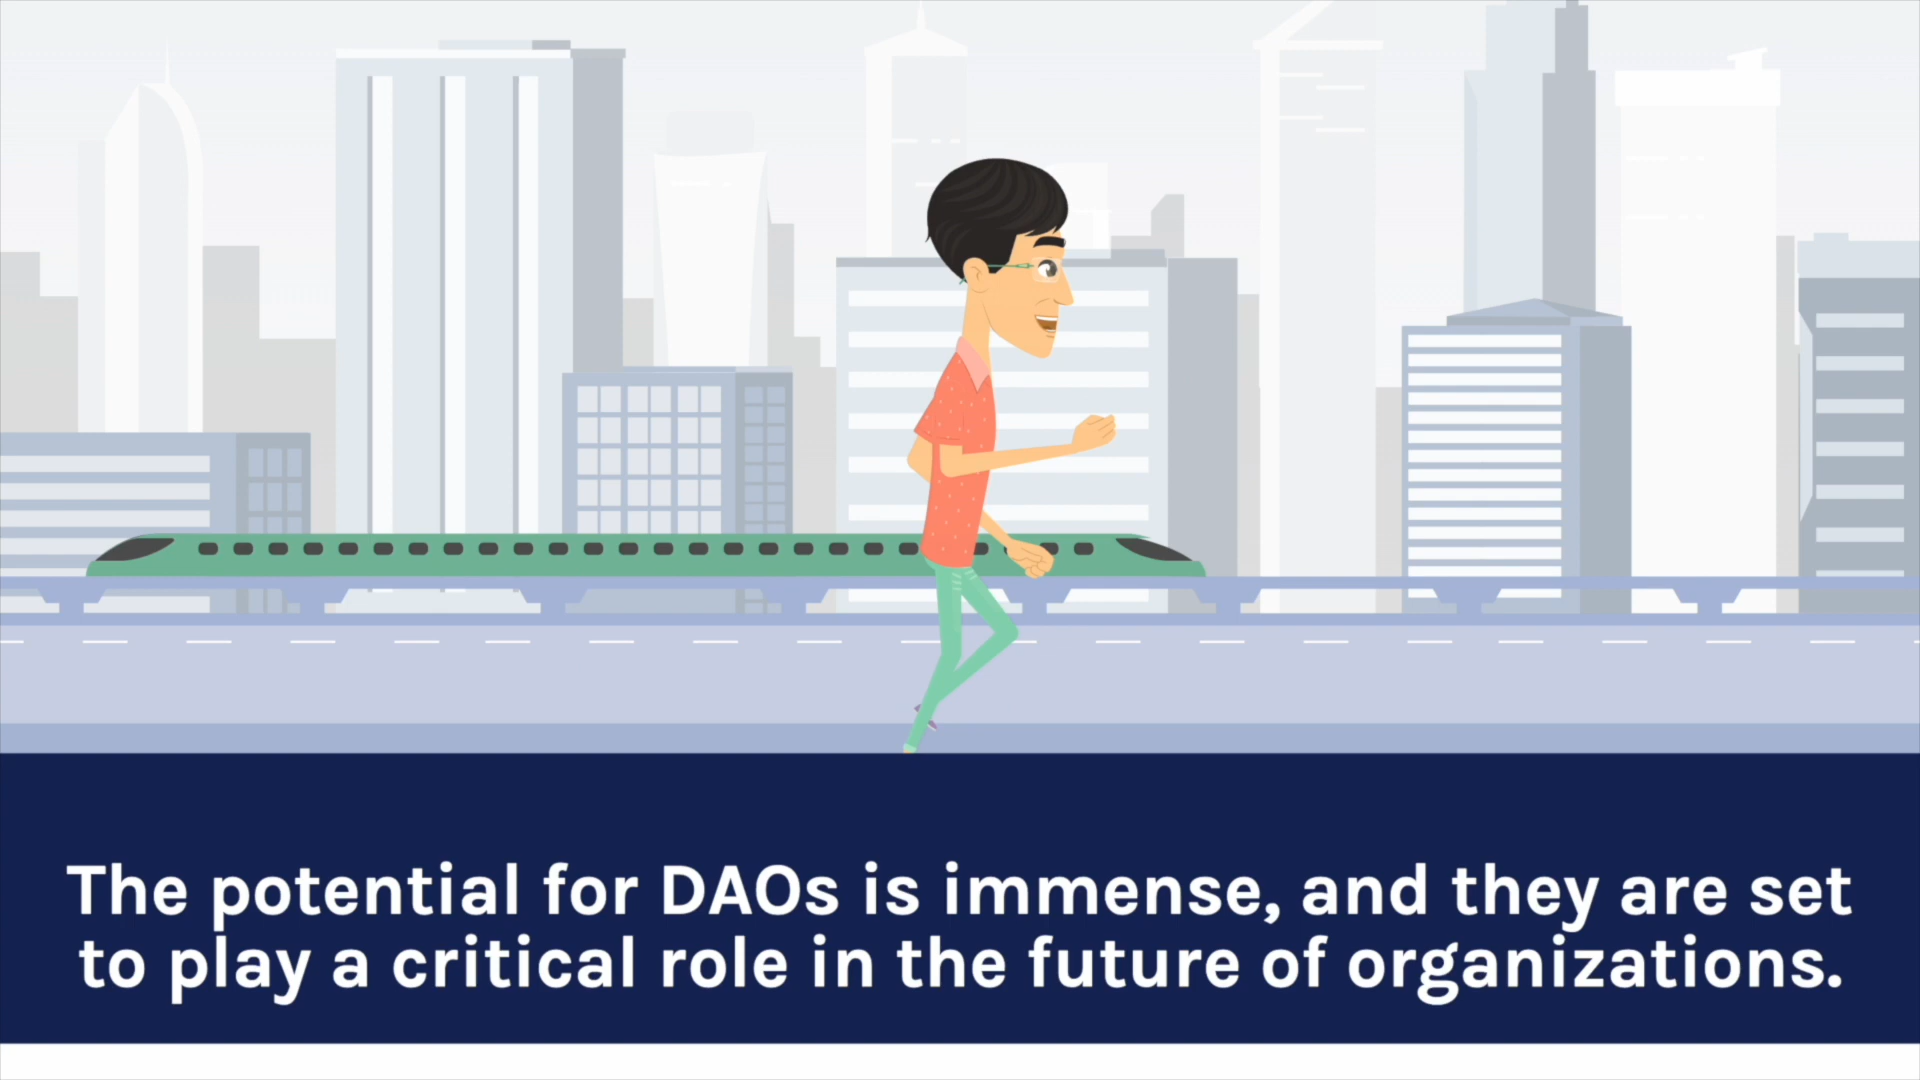 The potential for DAOs is immense, and they are set
to play a critical role in the future of organizations.